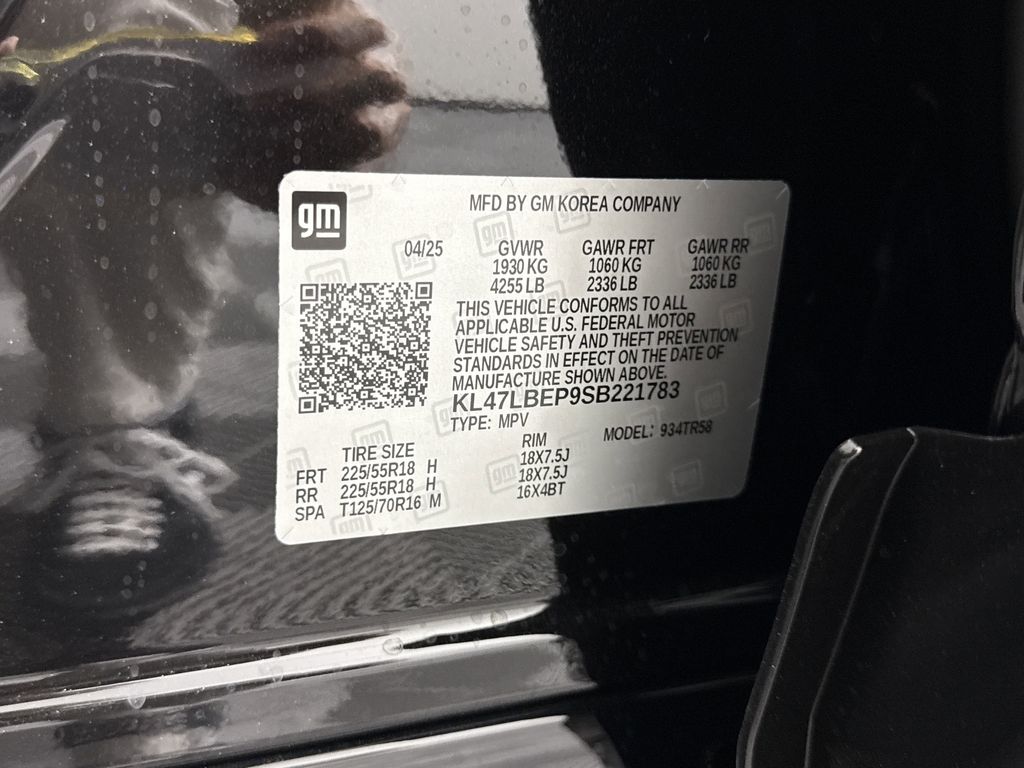 gm
MFD BY GM KOREA COMPANY
04/25 GVWR GAWR FRT GAWR RR
1930 KG 1060 KG 1060 KG
4255 LB 2336 LB 2336 LB
THIS VEHICLE CONFORMS TO ALL
APPLICABLE U.S. FEDERAL MOTOR
VEHICLE SAFETY AND THEFT PREVENTION
STANDARDS IN EFFECT ON THE DATE OF
MANUFACTURE SHOWN ABOVE.
KL47LBEP9SB221783
TYPE: MPV MODEL: 934TR58
TIRE SIZE RIM
FRT 225/55R18 H 18X7.5J
RR 225/55R18 H 18X7.5J
SPA T125/70R16 M 16X4BT